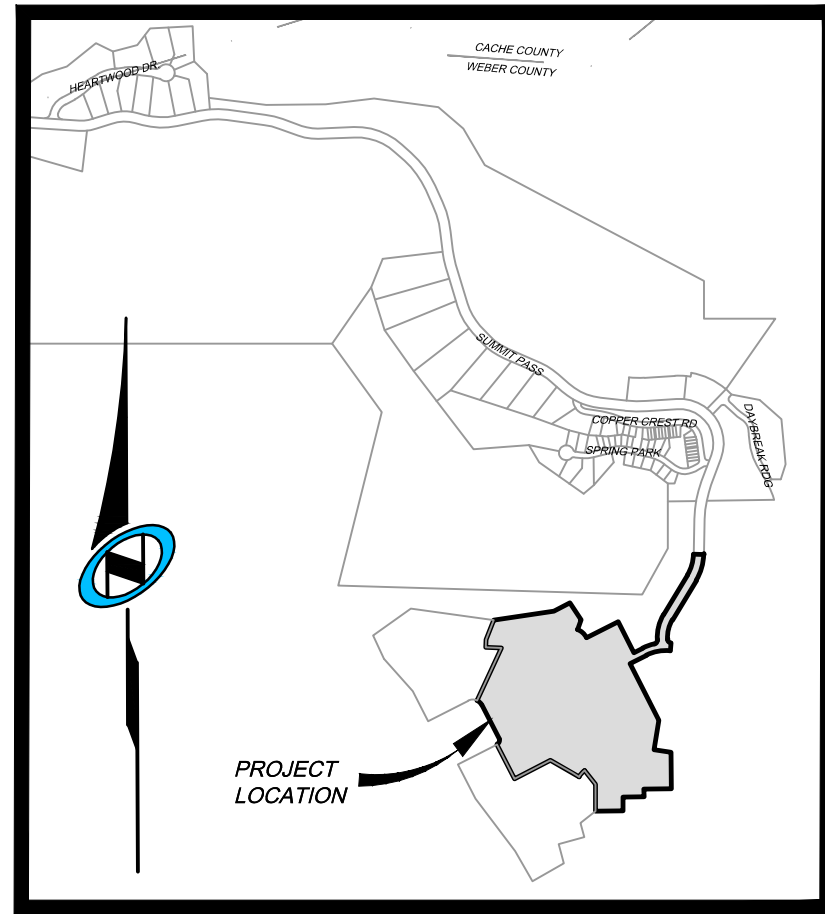 CACHE COUNTY
WEBER COUNTY
HEARTWOOD DR.
SUMMIT PASS
COPPER CREST RD
DAYBREAK RDG
SPRING PARK
N
PROJECT
LOCATION